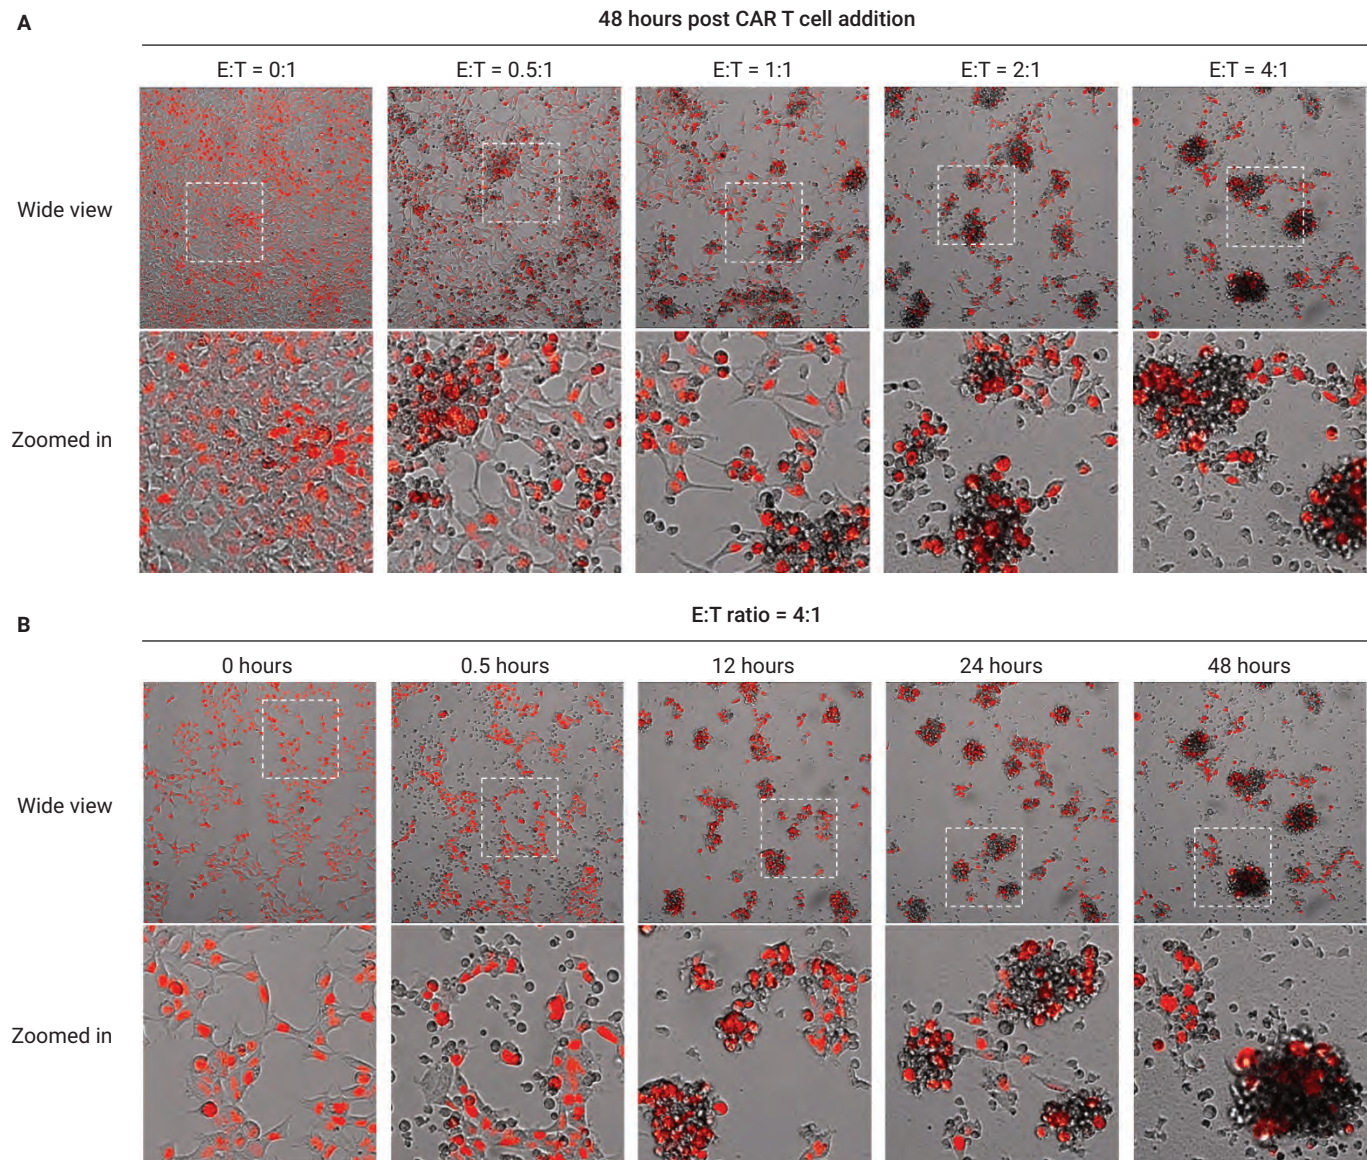 A
48 hours post CAR T cell addition
E:T = 0:1
E:T = 0.5:1
E:T = 1:1
E:T = 2:1
E:T = 4:1
Wide view
Zoomed in
B
E:T ratio = 4:1
0 hours
0.5 hours
12 hours
24 hours
48 hours
Wide view
Zoomed in